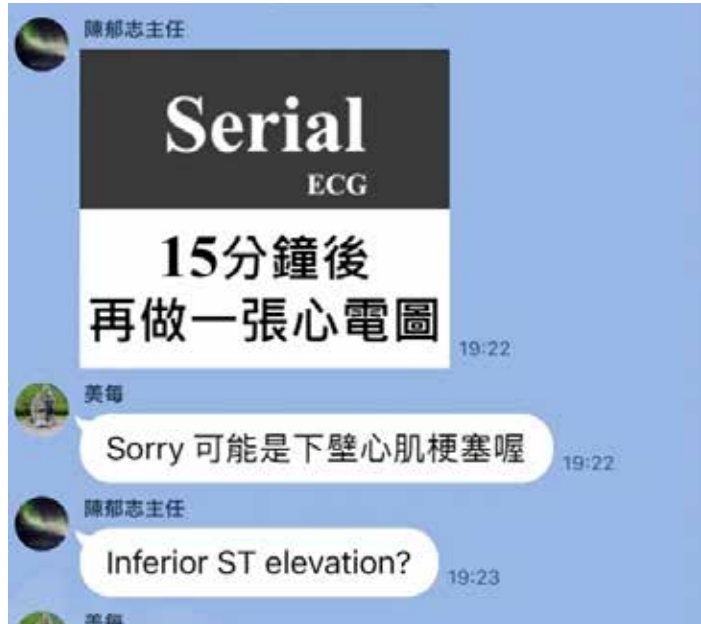 陳郁志主任
Serial
ECG
15分鐘後
再做一張心電圖
19:22
美每
Sorry 可能是下壁心肌梗塞喔
19:22
陳郁志主任
Inferior ST elevation?
19:23
美每